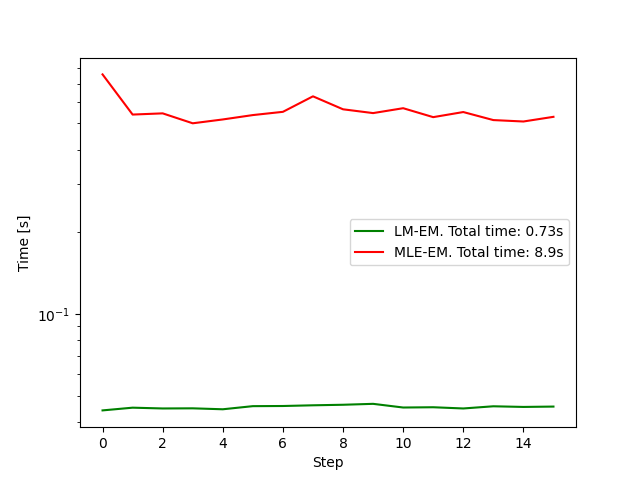 Time [s]
10⁻¹
LM-EM. Total time: 0.73s
MLE-EM. Total time: 8.9s
0 2 4 6 8 10 12 14
Step